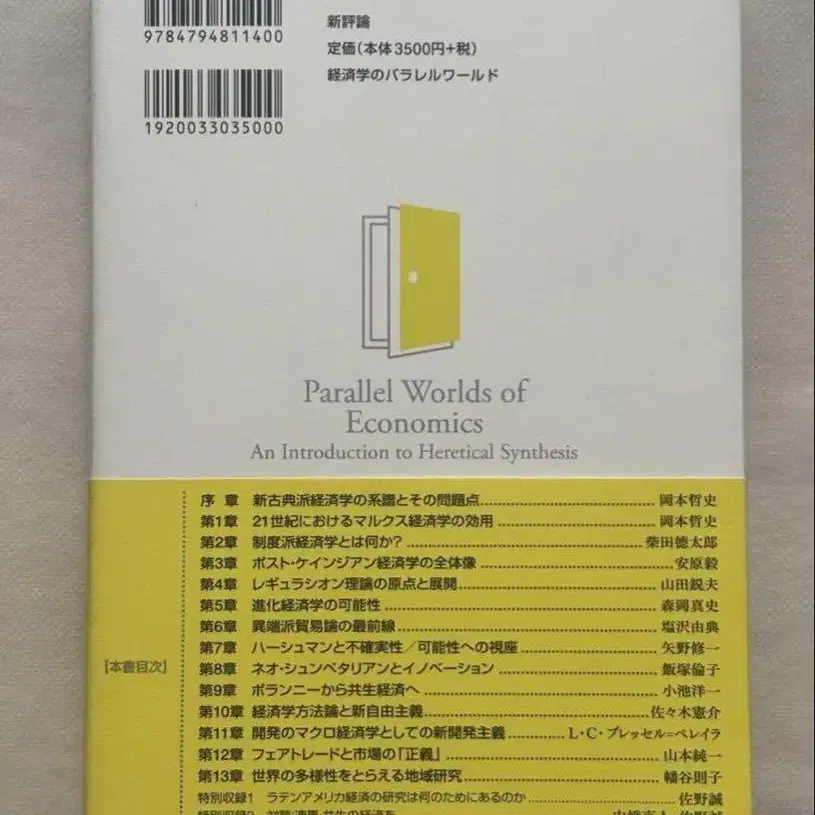 9784794811400
1920033035000
新評論
定価(本体3500円+税)
経済学のパラレルワールド
Parallel Worlds of
Economics
An Introduction to Heretical Synthesis
【本書目次】
序 章 新古典派経済学の系譜とその問題点 岡本哲史
第1章 21世紀におけるマルクス経済学の効用 岡本哲史
第2章 制度派経済学とは何か? 柴田德太郎
第3章 ポスト・ケインジアン経済学の全体像 安原毅
第4章 レギュラシオン理論の原点と展開 山田鋭夫
第5章 進化経済学の可能性 森岡真史
第6章 異端派貿易論の最前線 塩沢由典
第7章 ハーシュマンと不確実性/可能性への視座 矢野修一
第8章 ネオ・シュンペタリアンとイノベーション 飯塚倫子
第9章 ポランニーから共生経済へ 小池洋一
第10章 経済学方法論と新自由主義 佐々木憲介
第11章 開発のマクロ経済学としての新開発主義 L・C・ブレッセル=ペレイラ
第12章 フェアトレードと市場の「正義」 山本純一
第13章 世界の多様性をとらえる地域研究 幡谷則子
特別収録1 ラテンアメリカ経済の研究は何のためにあるのか 佐野誠